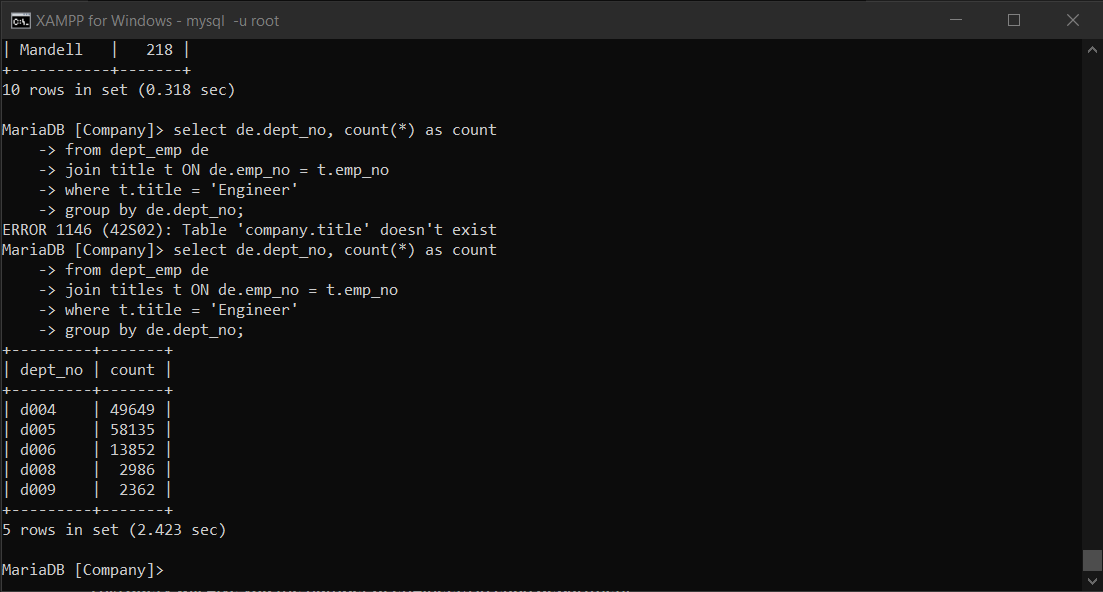 XAMPP for Windows - mysql  -u root
| Mandell   |   218 |
+-----------+-------+
10 rows in set (0.318 sec)
MariaDB [Company]> select de.dept_no, count(*) as count
    -> from dept_emp de
    -> join title t ON de.emp_no = t.emp_no
    -> where t.title = 'Engineer'
    -> group by de.dept_no;
ERROR 1146 (42S02): Table 'company.title' doesn't exist
MariaDB [Company]> select de.dept_no, count(*) as count
    -> from dept_emp de
    -> join titles t ON de.emp_no = t.emp_no
    -> where t.title = 'Engineer'
    -> group by de.dept_no;
+---------+-------+
| dept_no | count |
+---------+-------+
| d004    | 49649 |
| d005    | 58135 |
| d006    | 13852 |
| d008    |  2986 |
| d009    |  2362 |
+---------+-------+
5 rows in set (2.423 sec)
MariaDB [Company]>